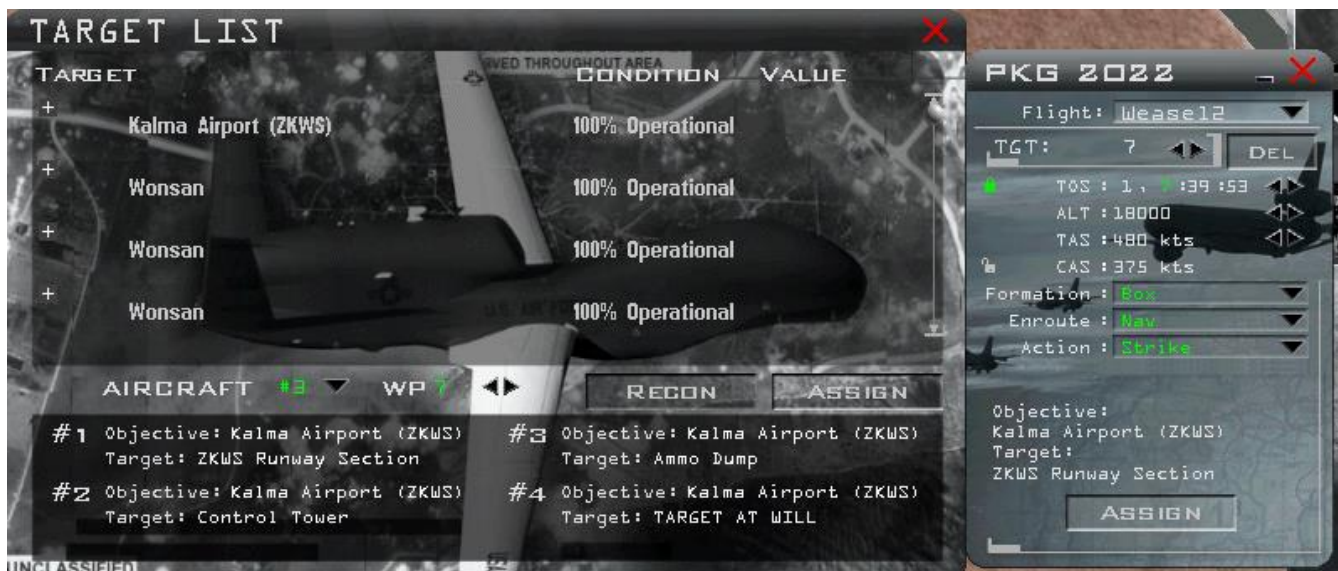 TARGET LIST
VED THROUGHOUT AREA
TARGET CONDITION VALUE
+
Kalma Airport (ZKWS) 100% Operational
+
Wonsan 100% Operational
+
Wonsan 100% Operational
+
Wonsan 100% Operational
AIRCRAFT #3 WP 7 RECON ASSIGN
#1 Objective: Kalma Airport (ZKWS)
Target: ZKWS Runway Section
#2 Objective: Kalma Airport (ZKWS)
Target: Control Tower
#3 Objective: Kalma Airport (ZKWS)
Target: Ammo Dump
#4 Objective: Kalma Airport (ZKWS)
Target: TARGET AT WILL
UNCLASSIFIED
PKG 2022
Flight: Weasel2
TGT: 7 DEL
TOS : 1, 7 :39 :53
ALT :18000
TAS :480 kts
CAS :375 kts
Formation : Box
Enroute : Nav
Action : Strike
Objective:
Kalma Airport (ZKWS)
Target:
ZKWS Runway Section
ASSIGN